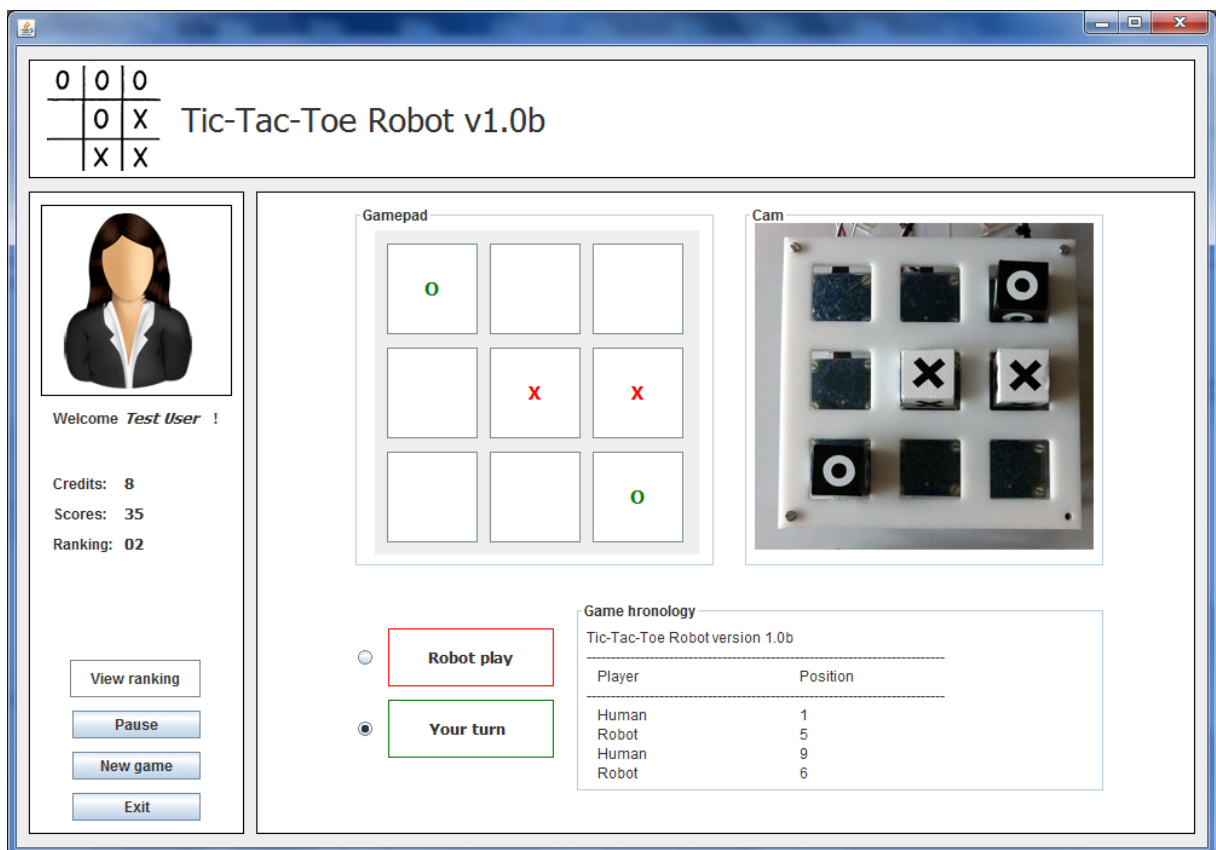 O O O
O X
X X
Tic-Tac-Toe Robot v1.0b
Welcome Test User !
Credits: 8
Scores: 35
Ranking: 02
View ranking
Pause
New game
Exit
Gamepad
O
X X
O
Cam
O
X X
O
Robot play
Your turn
Game hronology
Tic-Tac-Toe Robot version 1.0b
Player Position
Human 1
Robot 5
Human 9
Robot 6